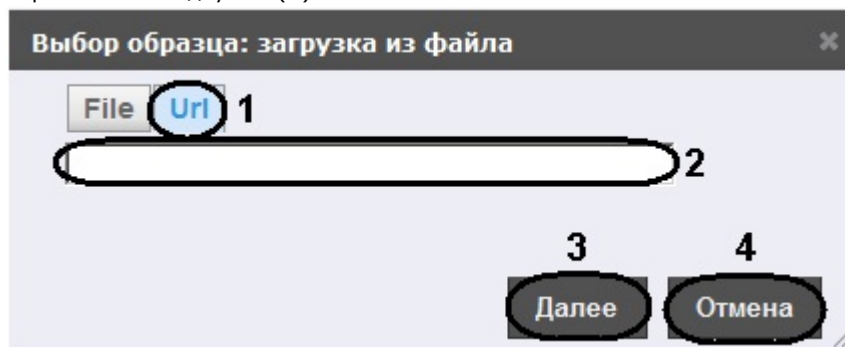 Выбор образца: загрузка из файла
File Url 1
2
3 4
Далее Отмена